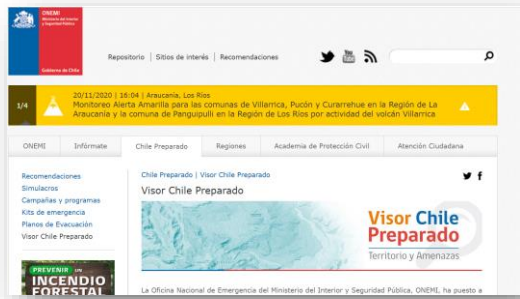 ONEMI
Ministerio del Interior
y Seguridad Pública
Gobierno de Chile
Repositorio | Sitios de interés | Recomendaciones
You Tube
1/4
20/11/2020 | 16:04 | Araucanía, Los Ríos
Monitoreo Alerta Amarilla para las comunas de Villarrica, Pucón y Curarrehue en la Región de La
Araucanía y la comuna de Panguipulli en la Región de Los Ríos por actividad del volcán Villarrica
ONEMI
Infórmate
Chile Preparado
Regiones
Academia de Protección Civil
Atención Ciudadana
Recomendaciones
Simulacros
Campañas y programas
Kits de emergencia
Planos de Evacuación
Visor Chile Preparado
Chile Preparado | Visor Chile Preparado
Visor Chile Preparado
Visor Chile
Preparado
Territorio y Amenazas
PREVENIR UN
INCENDIO
FORESTAL
La Oficina Nacional de Emergencia del Ministerio del Interior y Seguridad Pública, ONEMI, ha puesto a